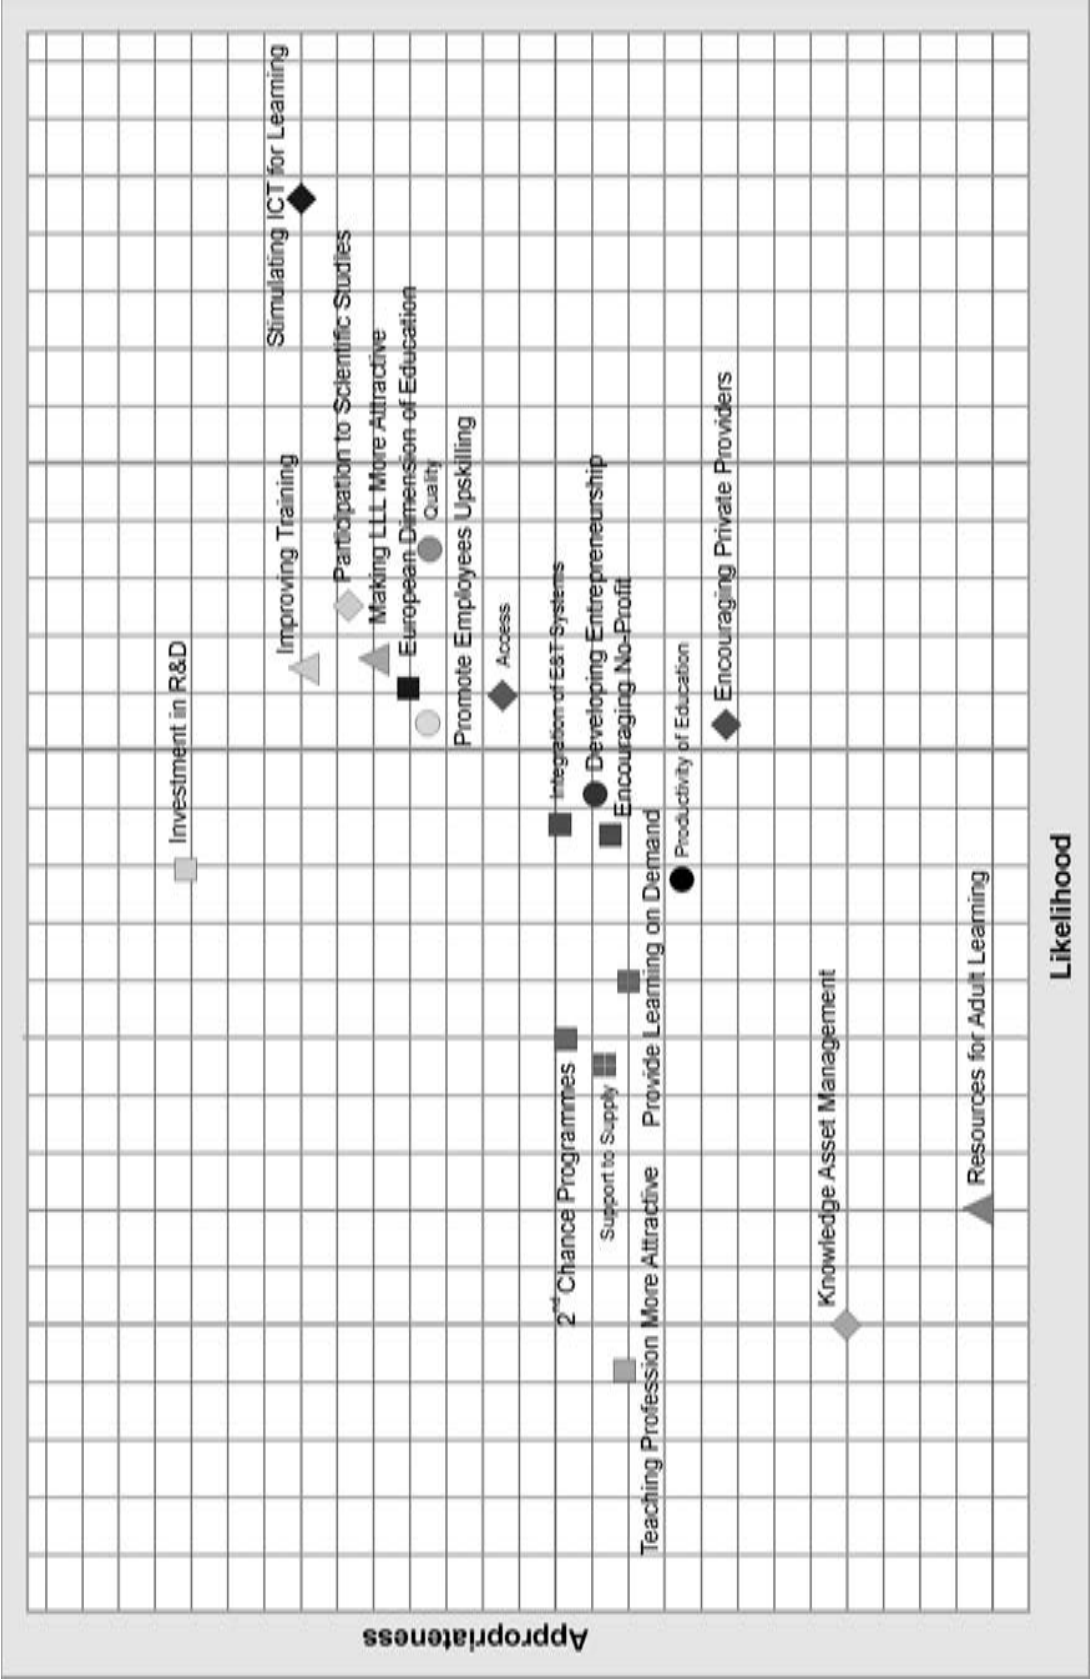 Stimulating ICT for Learning
Investment in R&D
Improving Training
Participation to Scientific Studies
Making LLL More Attractive
European Dimension of Education
Quality
Promote Employees Upskilling
Access
Integration of E&T Systems
Developing Entrepreneurship
Encouraging No-Profit
Productivity of Education
Encouraging Private Providers
2nd Chance Programmes
Support to Supply
Provide Learning on Demand
Teaching Profession More Attractive
Knowledge Asset Management
Resources for Adult Learning
Appropriateness
Likelihood